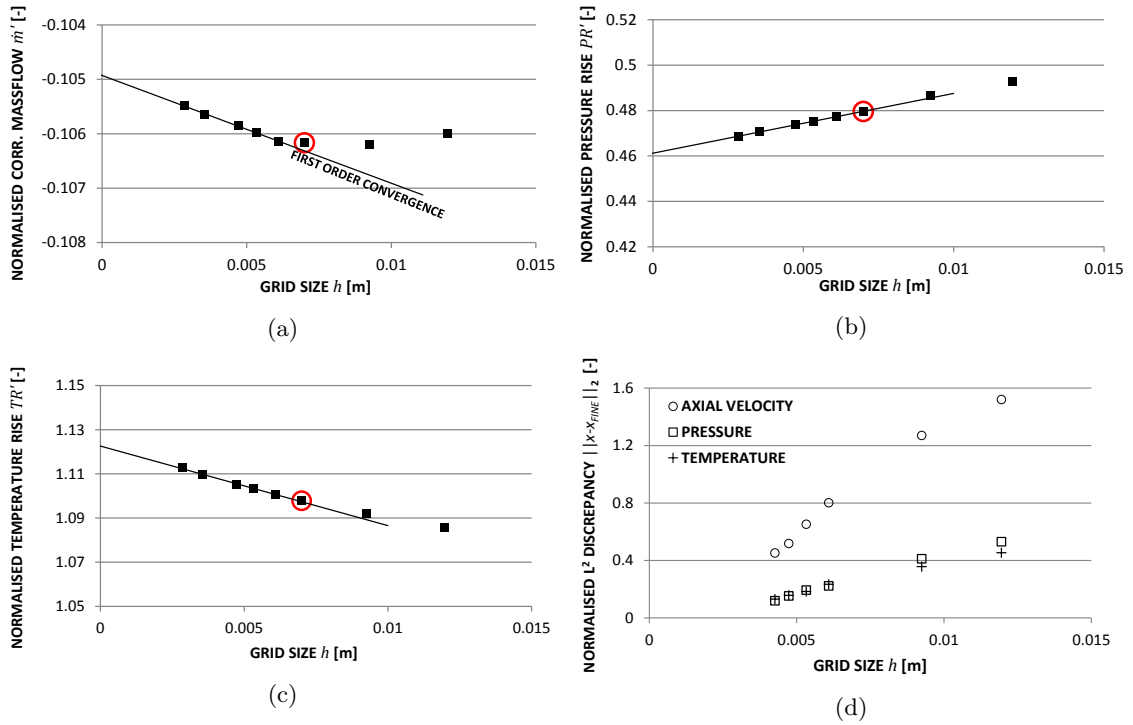 NORMALISED CORR. MASSFLOW ṁ′ [-]
-0.104
-0.105
-0.106
-0.107
-0.108
FIRST ORDER CONVERGENCE
0 0.005 0.01 0.015
GRID SIZE h [m]
(a)
NORMALISED PRESSURE RISE PR′ [-]
0.52
0.5
0.48
0.46
0.44
0.42
0 0.005 0.01 0.015
GRID SIZE h [m]
(b)
NORMALISED TEMPERATURE RISE TR′ [-]
1.15
1.13
1.11
1.09
1.07
1.05
0 0.005 0.01 0.015
GRID SIZE h [m]
(c)
NORMALISED L² DISCREPANCY ||x-x_FINE||₂ [-]
1.6
1.2
0.8
0.4
0
AXIAL VELOCITY
PRESSURE
TEMPERATURE
0 0.005 0.01 0.015
GRID SIZE h [m]
(d)